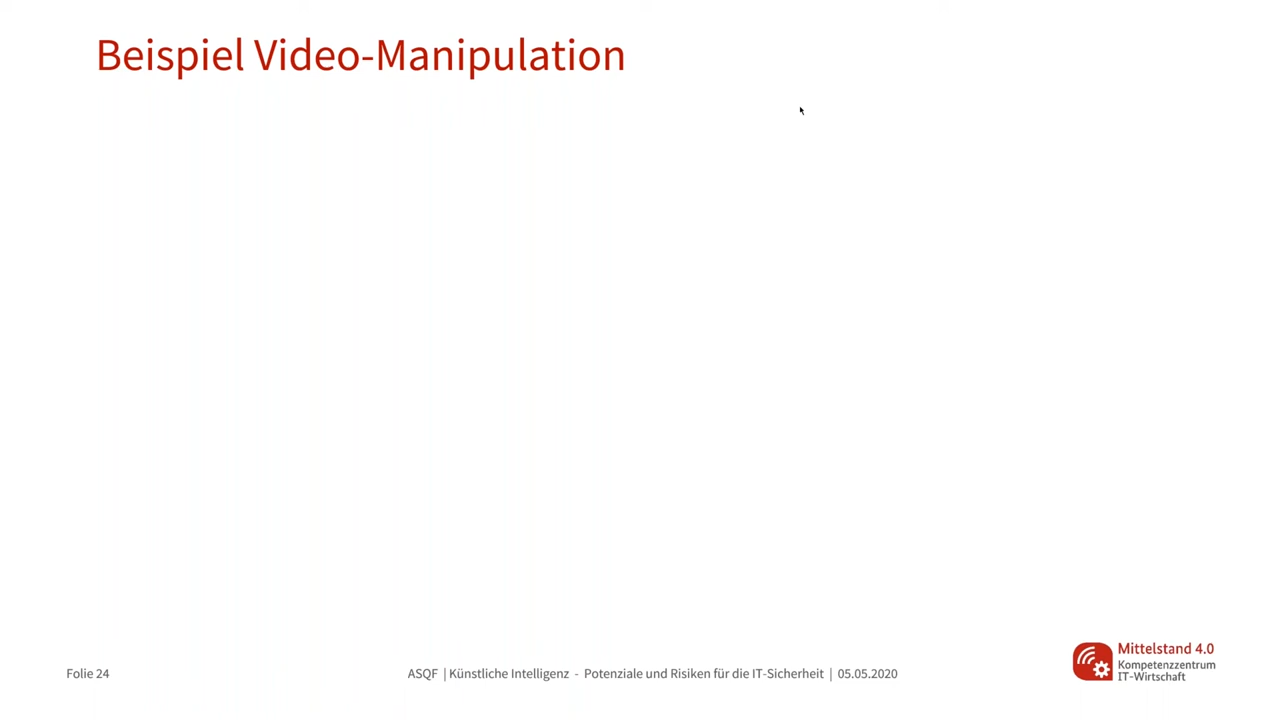 Beispiel Video-Manipulation
Folie 24
ASQF | Künstliche Intelligenz - Potenziale und Risiken für die IT-Sicherheit | 05.05.2020
Mittelstand 4.0
Kompetenzzentrum
IT-Wirtschaft